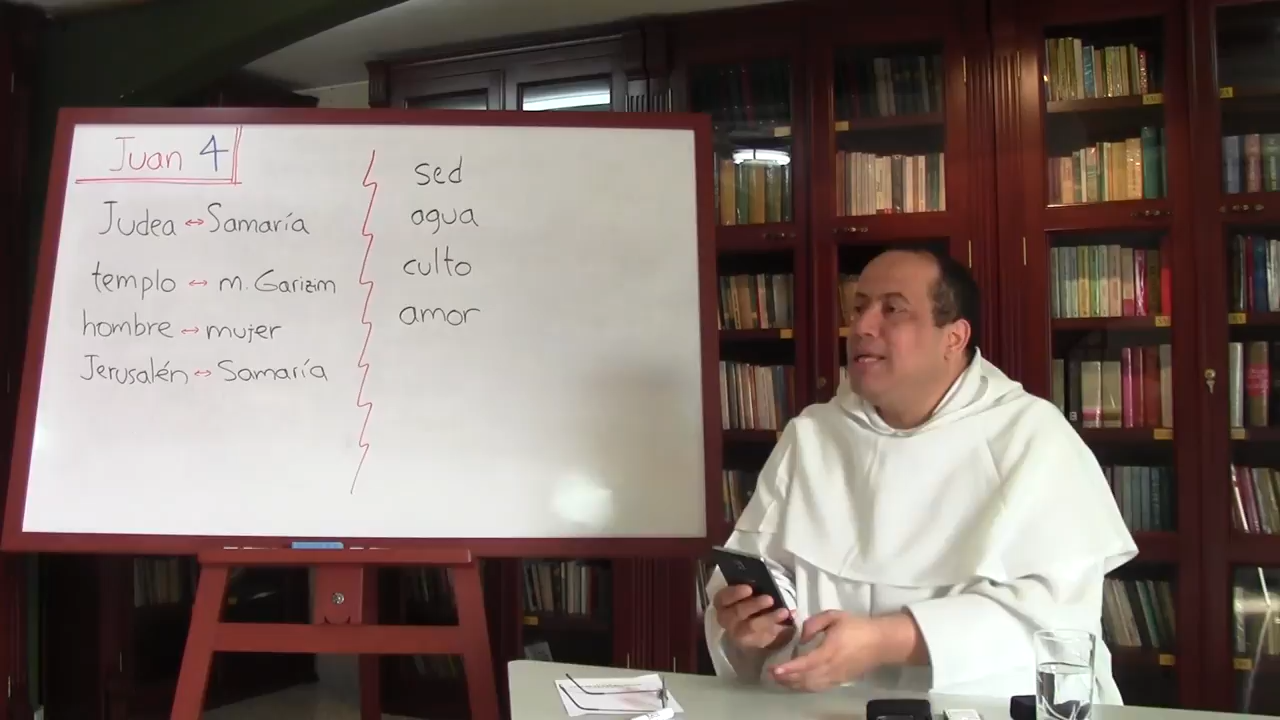 Juan 4
Judea ↔ Samaría
templo ↔ m. Garizim
hombre ↔ mujer
Jerusalén ↔ Samaría
sed
agua
culto
amor